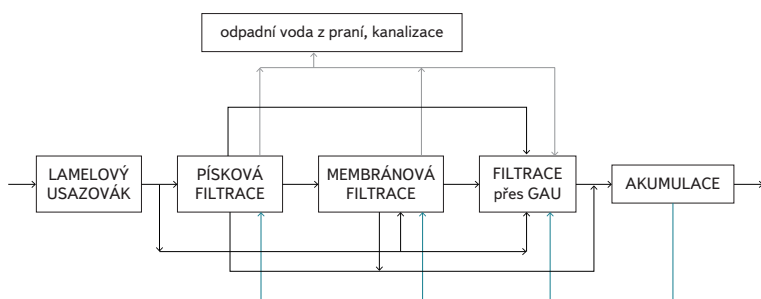 odpadní voda z praní, kanalizace
LAMELOVÝ
USAZOVÁK
PÍSKOVÁ
FILTRACE
MEMBRÁNOVÁ
FILTRACE
FILTRACE
přes GAU
AKUMULACE